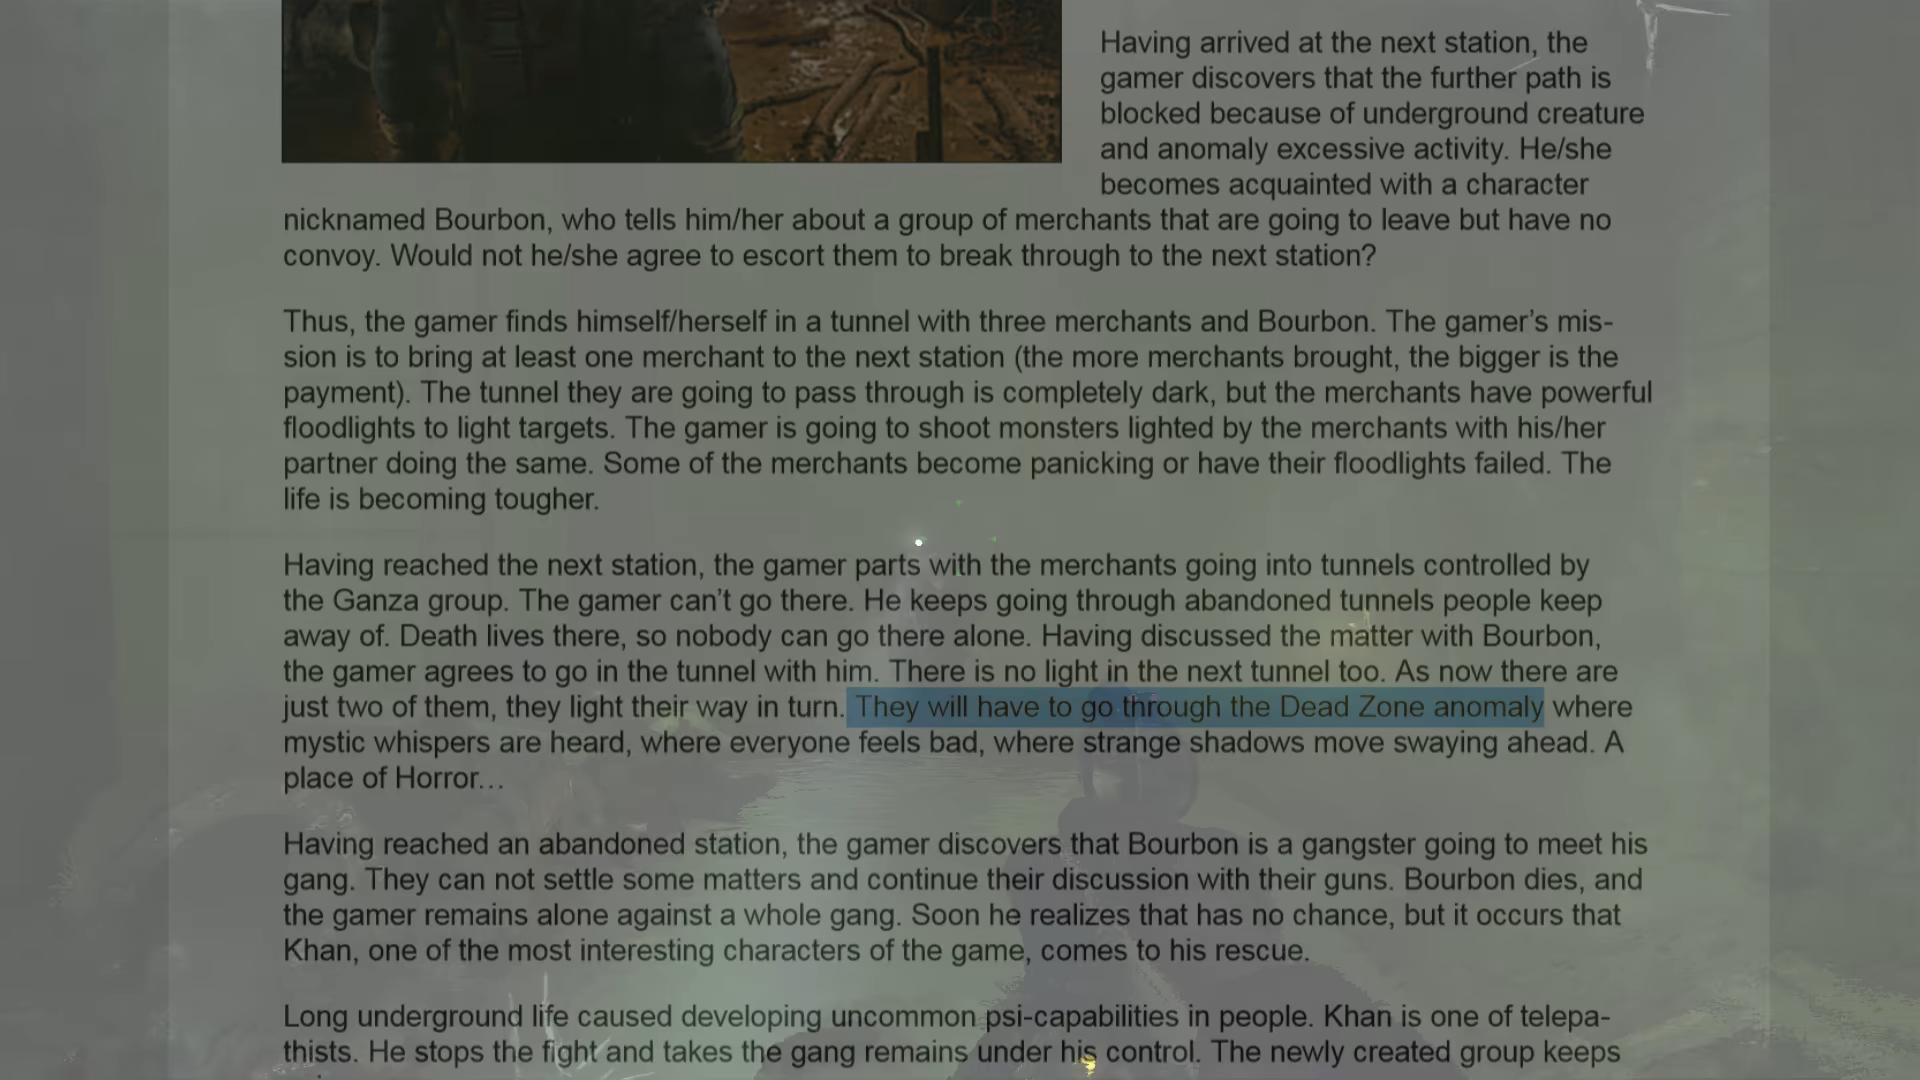 Having arrived at the next station, the
gamer discovers that the further path is
blocked because of underground creature
and anomaly excessive activity. He/she
becomes acquainted with a character
nicknamed Bourbon, who tells him/her about a group of merchants that are going to leave but have no
convoy. Would not he/she agree to escort them to break through to the next station?
Thus, the gamer finds himself/herself in a tunnel with three merchants and Bourbon. The gamer’s mis-
sion is to bring at least one merchant to the next station (the more merchants brought, the bigger is the
payment). The tunnel they are going to pass through is completely dark, but the merchants have powerful
floodlights to light targets. The gamer is going to shoot monsters lighted by the merchants with his/her
partner doing the same. Some of the merchants become panicking or have their floodlights failed. The
life is becoming tougher.
Having reached the next station, the gamer parts with the merchants going into tunnels controlled by
the Ganza group. The gamer can’t go there. He keeps going through abandoned tunnels people keep
away of. Death lives there, so nobody can go there alone. Having discussed the matter with Bourbon,
the gamer agrees to go in the tunnel with him. There is no light in the next tunnel too. As now there are
just two of them, they light their way in turn. They will have to go through the Dead Zone anomaly where
mystic whispers are heard, where everyone feels bad, where strange shadows move swaying ahead. A
place of Horror…
Having reached an abandoned station, the gamer discovers that Bourbon is a gangster going to meet his
gang. They can not settle some matters and continue their discussion with their guns. Bourbon dies, and
the gamer remains alone against a whole gang. Soon he realizes that has no chance, but it occurs that
Khan, one of the most interesting characters of the game, comes to his rescue.
Long underground life caused developing uncommon psi-capabilities in people. Khan is one of telepa-
thists. He stops the fight and takes the gang remains under his control. The newly created group keeps